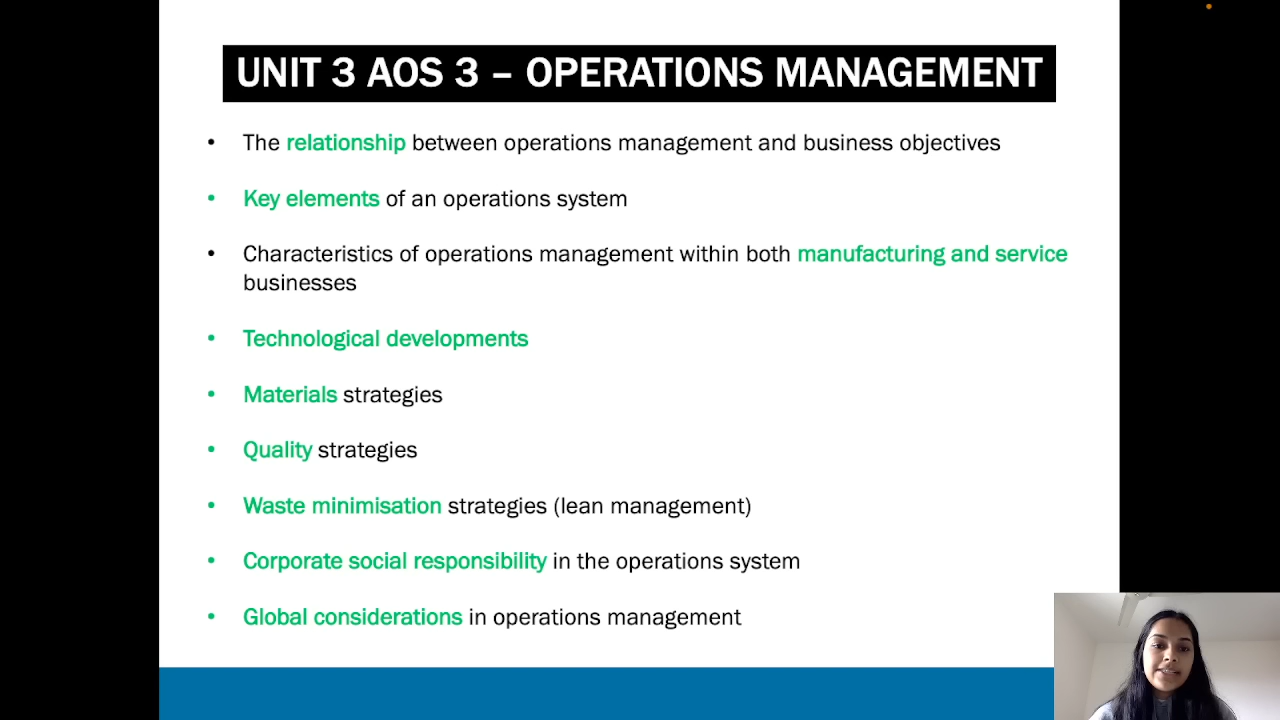 UNIT 3 AOS 3 – OPERATIONS MANAGEMENT
• The relationship between operations management and business objectives
• Key elements of an operations system
• Characteristics of operations management within both manufacturing and service
businesses
• Technological developments
• Materials strategies
• Quality strategies
• Waste minimisation strategies (lean management)
• Corporate social responsibility in the operations system
• Global considerations in operations management